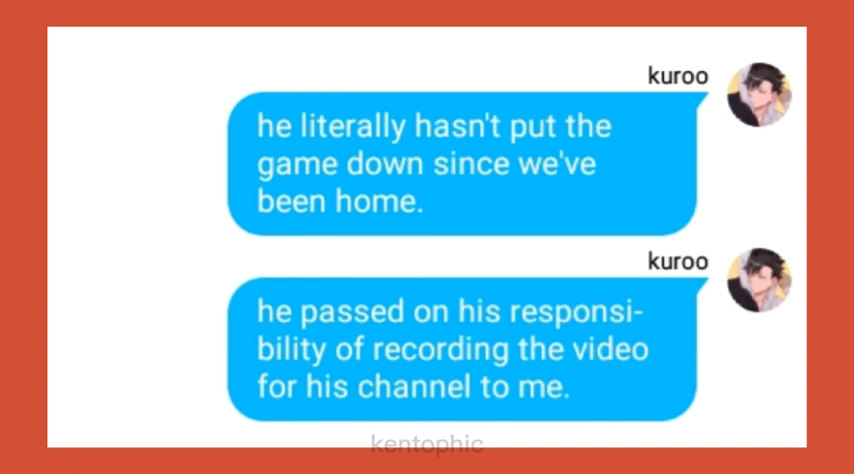 kuroo
he literally hasn't put the
game down since we've
been home.
kuroo
he passed on his responsi-
bility of recording the video
for his channel to me.
kentophic